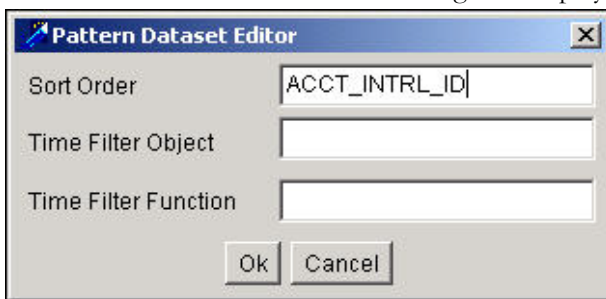 Pattern Dataset Editor
Sort Order ACCT_INTRL_ID
Time Filter Object
Time Filter Function
Ok Cancel